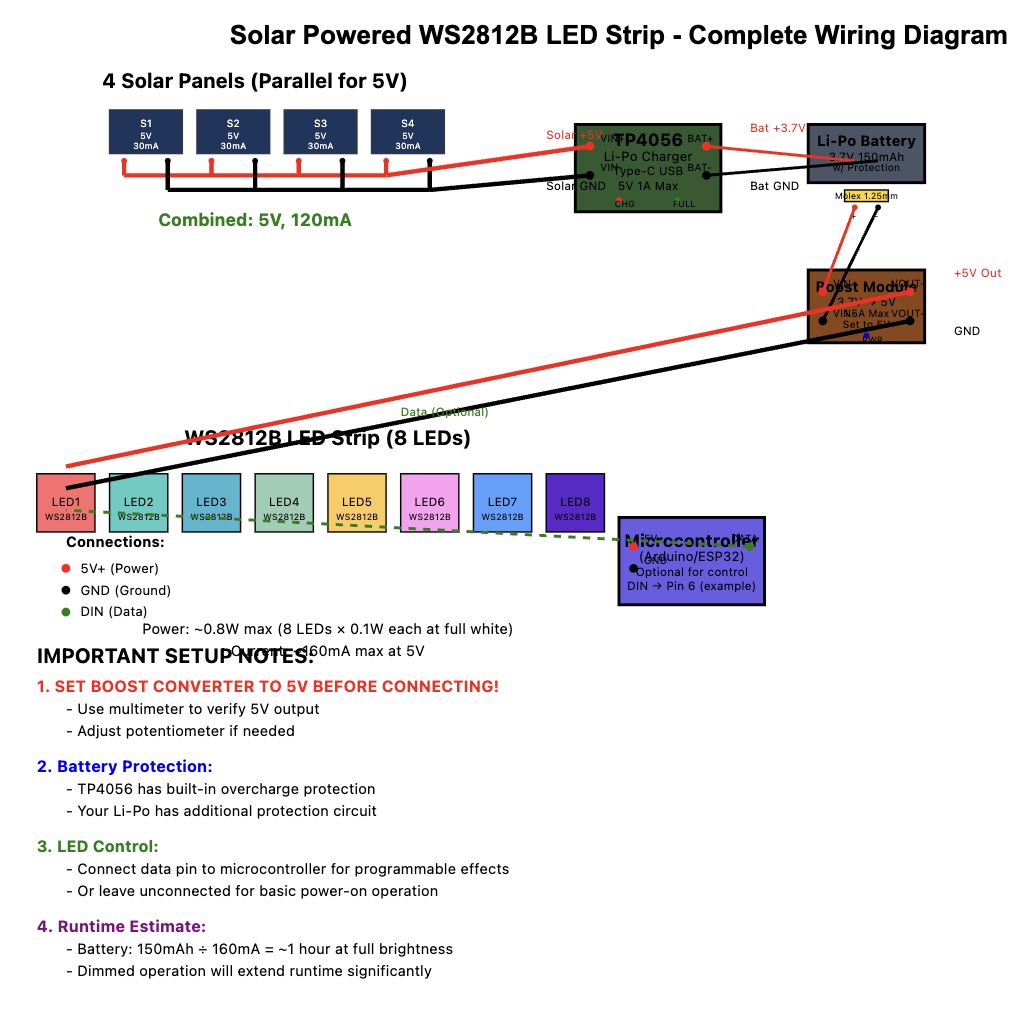 Solar Powered WS2812B LED Strip - Complete Wiring Diagram
4 Solar Panels (Parallel for 5V)
S1
5V
30mA
S2
5V
30mA
S3
5V
30mA
S4
5V
30mA
Combined: 5V, 120mA
Solar +5V
Solar GND
TP4056
Li-Po Charger
Type-C USB
5V 1A Max
VIN+
VIN-
BAT+
BAT-
CHG
FULL
Bat +3.7V
Bat GND
Li-Po Battery
3.7V 150mAh
w/ Protection
Molex 1.25mm
+
-
Boost Module
3.7V → 5V
Max
Set to 5V
VIN+
VIN-
VOUT+
VOUT-
PWR
+5V Out
GND
Data (Optional)
WS2812B LED Strip (8 LEDs)
LED1
WS2812B
LED2
WS2812B
LED3
WS2812B
LED4
WS2812B
LED5
WS2812B
LED6
WS2812B
LED7
WS2812B
LED8
WS2812B
Microcontroller
(Arduino/ESP32)
Optional for control
DIN → Pin 6 (example)
5V
GND
DATA
Connections:
5V+ (Power)
GND (Ground)
DIN (Data)
Power: ~0.8W max (8 LEDs × 0.1W each at full white)
Current: ~160mA max at 5V
IMPORTANT SETUP NOTES:
1. SET BOOST CONVERTER TO 5V BEFORE CONNECTING!
- Use multimeter to verify 5V output
- Adjust potentiometer if needed
2. Battery Protection:
- TP4056 has built-in overcharge protection
- Your Li-Po has additional protection circuit
3. LED Control:
- Connect data pin to microcontroller for programmable effects
- Or leave unconnected for basic power-on operation
4. Runtime Estimate:
- Battery: 150mAh ÷ 160mA = ~1 hour at full brightness
- Dimmed operation will extend runtime significantly